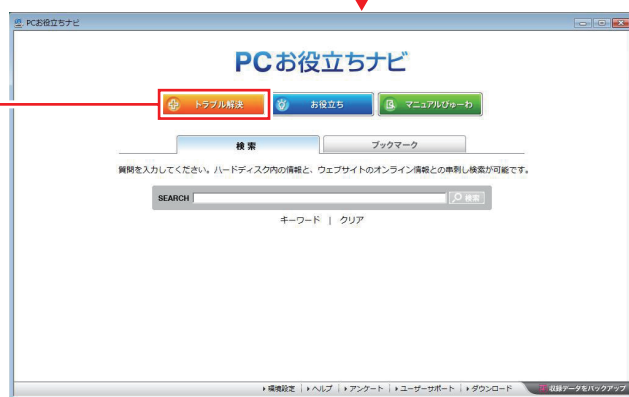 PCお役立ちナビ
PCお役立ちナビ
トラブル解決 お役立ち マニュアルびゅーわ
検索 ブックマーク
質問を入力してください。ハードディスク内の情報と、ウェブサイトのオンライン情報との串刺し検索が可能です。
SEARCH 検索
キーワード | クリア
環境設定 | ヘルプ | アンケート | ユーザーサポート | ダウンロード 収録データをバックアップ